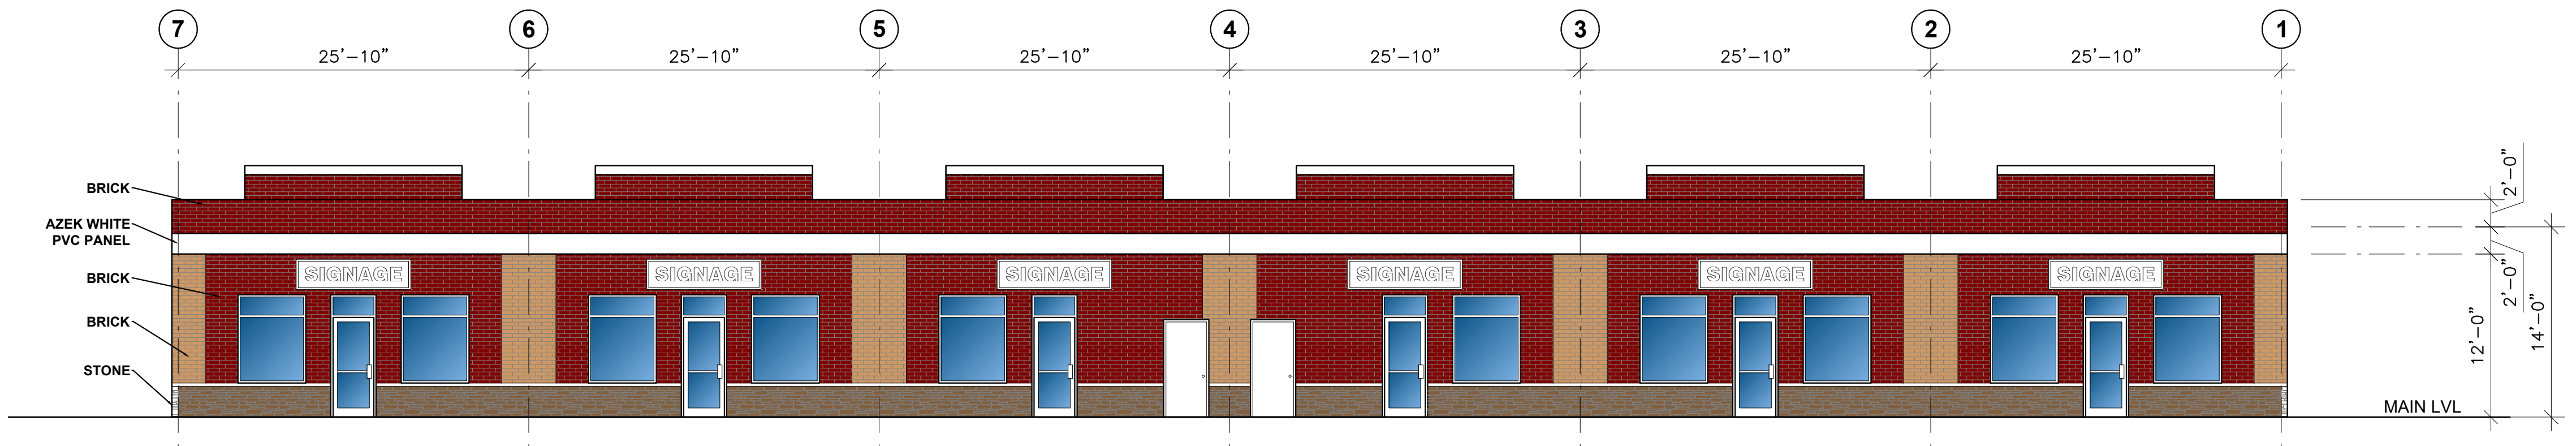 7 6 5 4 3 2 1
25'-10" 25'-10" 25'-10" 25'-10" 25'-10" 25'-10"
BRICK
AZEK WHITE
PVC PANEL
BRICK
BRICK
STONE
SIGNAGE SIGNAGE SIGNAGE SIGNAGE SIGNAGE SIGNAGE
2'-0"
2'-0"
12'-0"
14'-0"
MAIN LVL